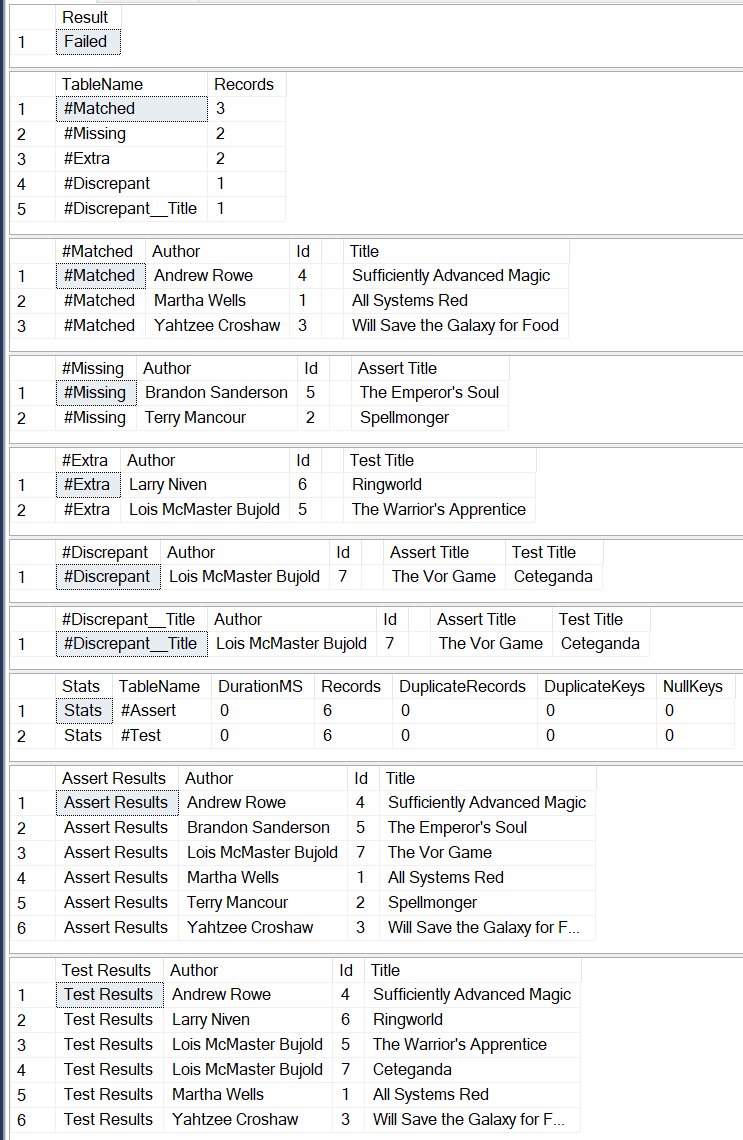 Result
1 Failed
TableName Records
1 #Matched 3
2 #Missing 2
3 #Extra 2
4 #Discrepant 1
5 #Discrepant__Title 1
#Matched Author Id Title
1 #Matched Andrew Rowe 4 Sufficiently Advanced Magic
2 #Matched Martha Wells 1 All Systems Red
3 #Matched Yahtzee Croshaw 3 Will Save the Galaxy for Food
#Missing Author Id Assert Title
1 #Missing Brandon Sanderson 5 The Emperor's Soul
2 #Missing Terry Mancour 2 Spellmonger
#Extra Author Id Test Title
1 #Extra Larry Niven 6 Ringworld
2 #Extra Lois McMaster Bujold 5 The Warrior's Apprentice
#Discrepant Author Id Assert Title Test Title
1 #Discrepant Lois McMaster Bujold 7 The Vor Game Ceteganda
#Discrepant__Title Author Id Assert Title Test Title
1 #Discrepant__Title Lois McMaster Bujold 7 The Vor Game Ceteganda
Stats TableName DurationMS Records DuplicateRecords DuplicateKeys NullKeys
1 Stats #Assert 0 6 0 0 0
2 Stats #Test 0 6 0 0 0
Assert Results Author Id Title
1 Assert Results Andrew Rowe 4 Sufficiently Advanced Magic
2 Assert Results Brandon Sanderson 5 The Emperor's Soul
3 Assert Results Lois McMaster Bujold 7 The Vor Game
4 Assert Results Martha Wells 1 All Systems Red
5 Assert Results Terry Mancour 2 Spellmonger
6 Assert Results Yahtzee Croshaw 3 Will Save the Galaxy for F...
Test Results Author Id Title
1 Test Results Andrew Rowe 4 Sufficiently Advanced Magic
2 Test Results Larry Niven 6 Ringworld
3 Test Results Lois McMaster Bujold 5 The Warrior's Apprentice
4 Test Results Lois McMaster Bujold 7 Ceteganda
5 Test Results Martha Wells 1 All Systems Red
6 Test Results Yahtzee Croshaw 3 Will Save the Galaxy for F...